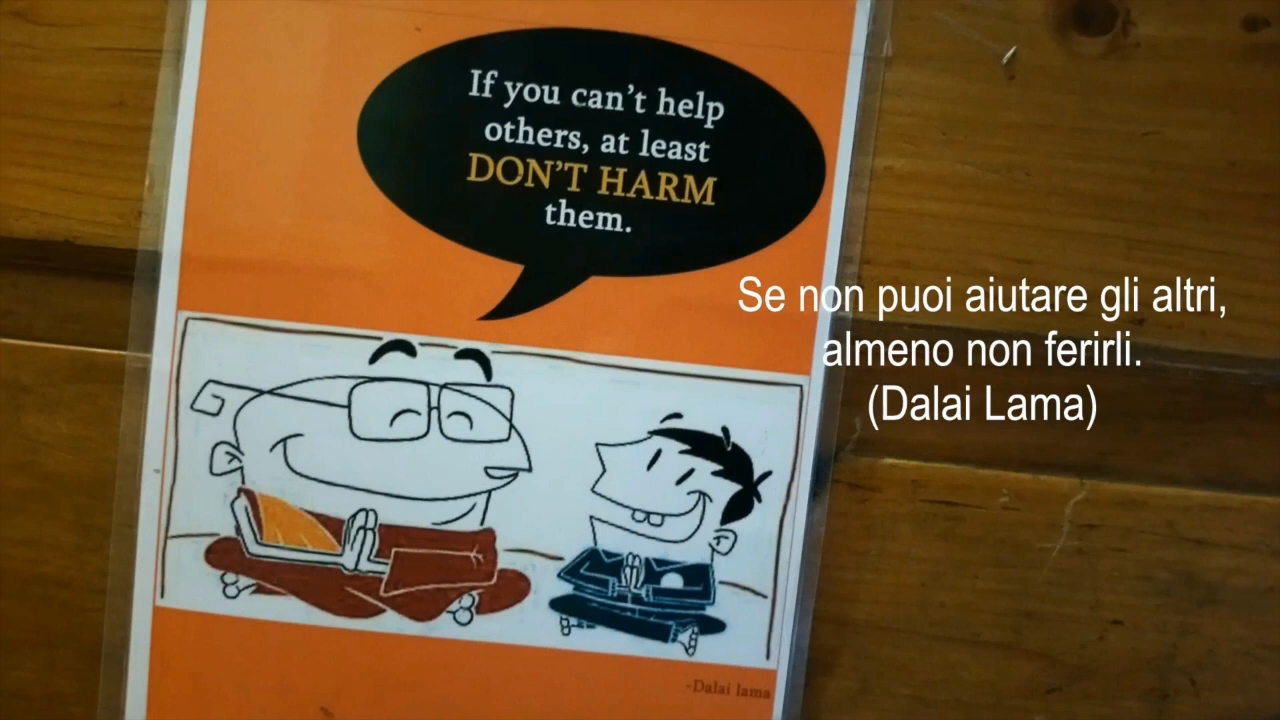 If you can't help
others, at least
DON'T HARM
them.
Se non puoi aiutare gli altri,
almeno non ferirli.
(Dalai Lama)
-Dalai lama